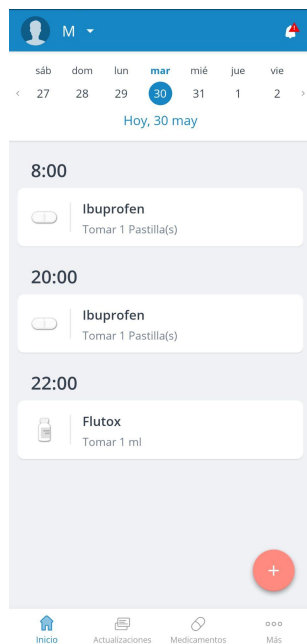 M
sáb dom lun mar mié jue vie
27 28 29 30 31 1 2
Hoy, 30 may
8:00
Ibuprofen
Tomar 1 Pastilla(s)
20:00
Ibuprofen
Tomar 1 Pastilla(s)
22:00
Flutox
Tomar 1 ml
Inicio Actualizaciones Medicamentos Más